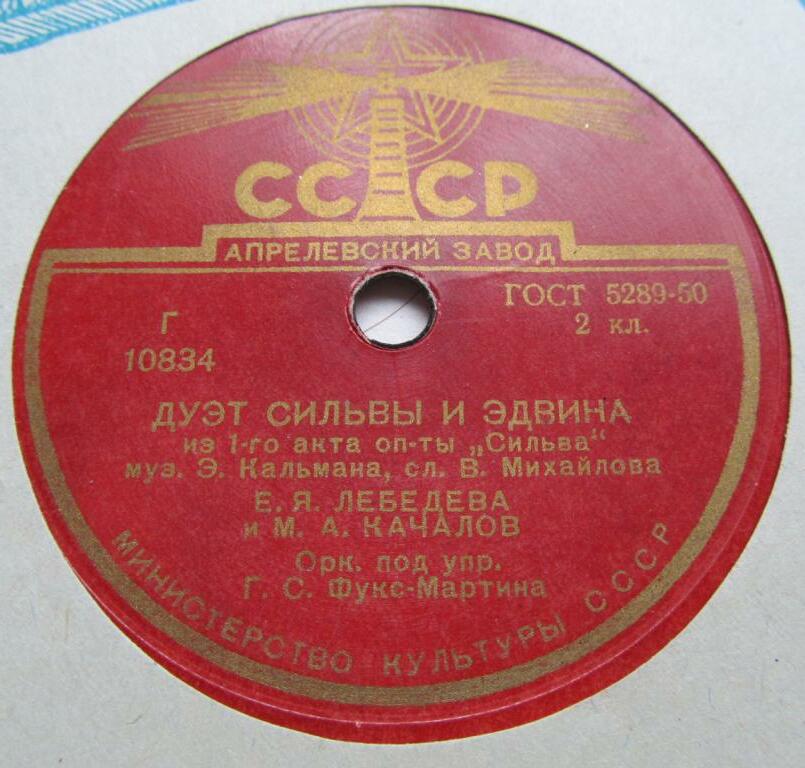 СССР
АПРЕЛЕВСКИЙ ЗАВОД
ГОСТ 5289-50
2 кл.
Г
10834
ДУЭТ СИЛЬВЫ И ЭДВИНА
из 1-го акта оп-ты „Сильва“
муз. Э. Кальмана, сл. В. Михайлова
Е. Я. ЛЕБЕДЕВА
и М. А. КАЧАЛОВ
Орк. под упр.
Г. С. Фукс-Мартина
МИНИСТЕРСТВО КУЛЬТУРЫ СССР